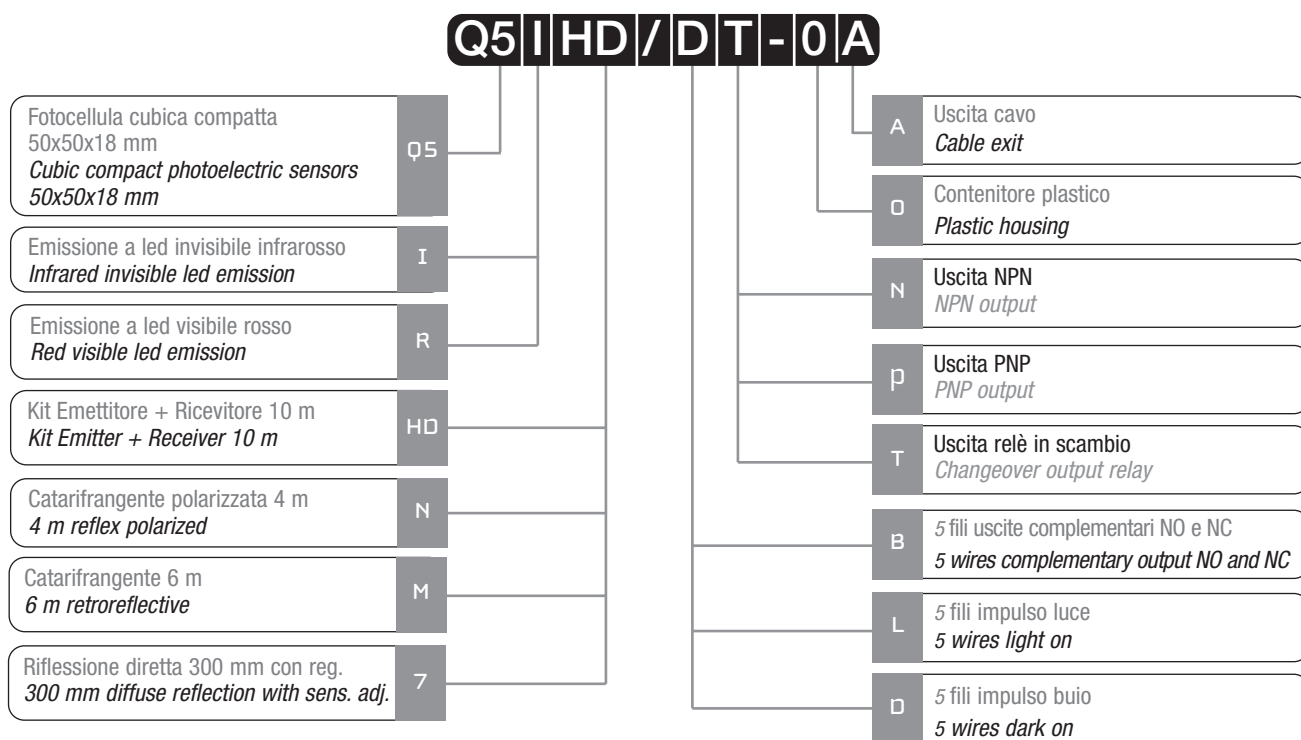 Q5IHD/DT-0A
Fotocellula cubica compatta
50x50x18 mm
Cubic compact photoelectric sensors
50x50x18 mm
Q5
Emissione a led invisibile infrarosso
Infrared invisible led emission
I
Emissione a led visibile rosso
Red visible led emission
R
Kit Emettitore + Ricevitore 10 m
Kit Emitter + Receiver 10 m
HD
Catarifrangente polarizzata 4 m
4 m reflex polarized
N
Catarifrangente 6 m
6 m retroreflective
M
Riflessione diretta 300 mm con reg.
300 mm diffuse reflection with sens. adj.
7
A
Uscita cavo
Cable exit
0
Contenitore plastico
Plastic housing
N
Uscita NPN
NPN output
P
Uscita PNP
PNP output
T
Uscita relè in scambio
Changeover output relay
B
5 fili uscite complementari NO e NC
5 wires complementary output NO and NC
L
5 fili impulso luce
5 wires light on
D
5 fili impulso buio
5 wires dark on